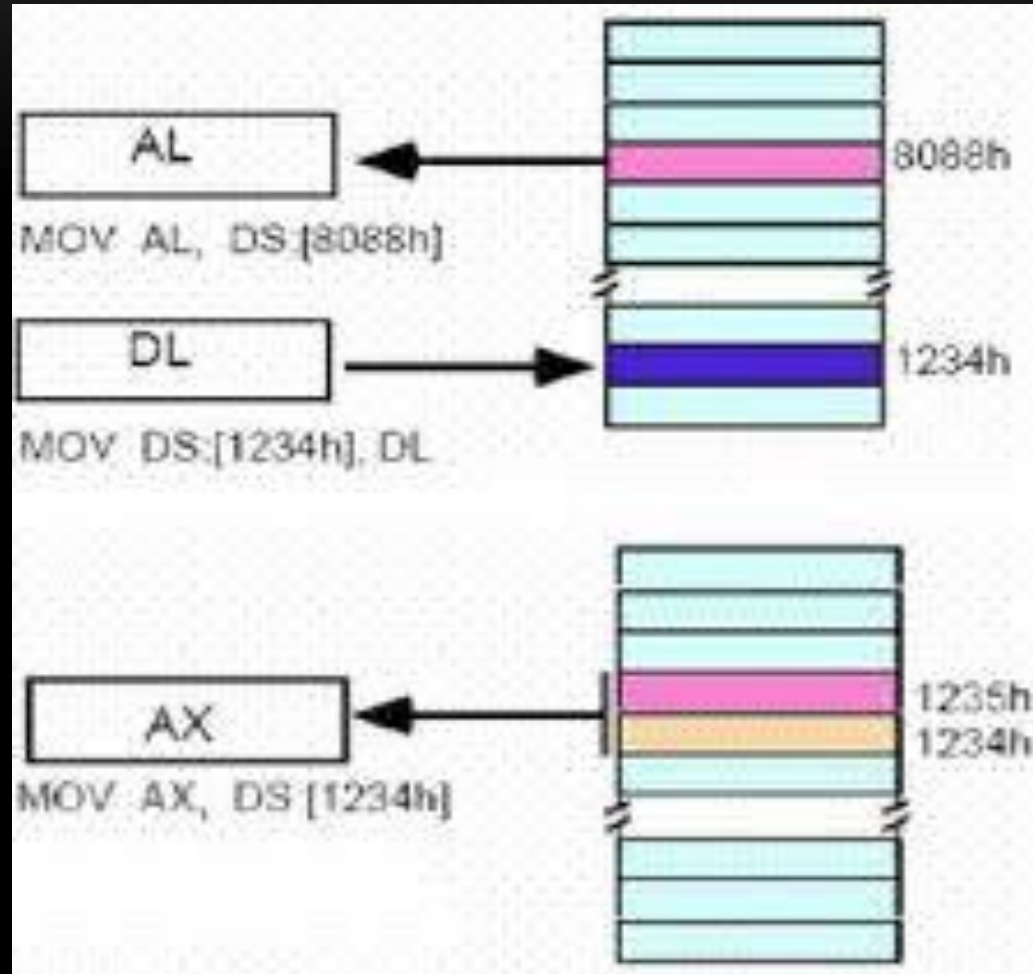 AL
8088h
MOV AL, DS:[8088h]
DL
1234h
MOV DS:[1234h], DL
1235h
AX
1234h
MOV AX, DS:[1234h]